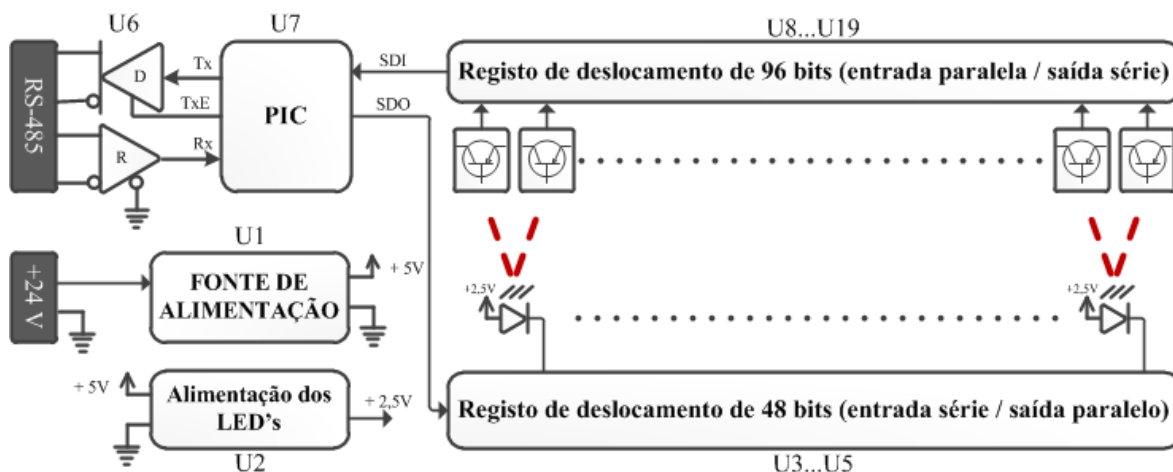 U6
U7
U8...U19
RS-485
D
Tx
TxE
R
Rx
PIC
SDI
SDO
Registo de deslocamento de 96 bits (entrada paralela / saída série)
U1
+24 V
FONTE DE
ALIMENTAÇÃO
+ 5V
+2,5V
+2,5V
+ 5V
Alimentação dos
LED's
+ 2,5V
U2
Registo de deslocamento de 48 bits (entrada série / saída paralelo)
U3...U5